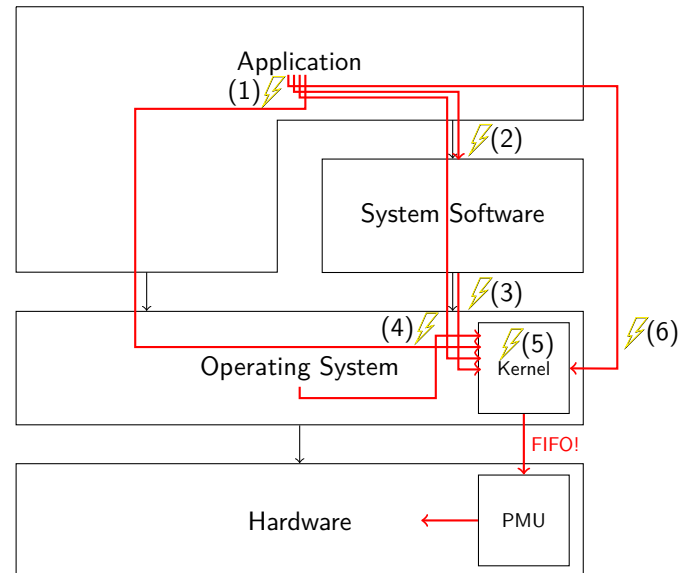 Application
(1)
(2)
System Software
(3)
(4)
(5)
(6)
Operating System
Kernel
FIFO!
Hardware
PMU